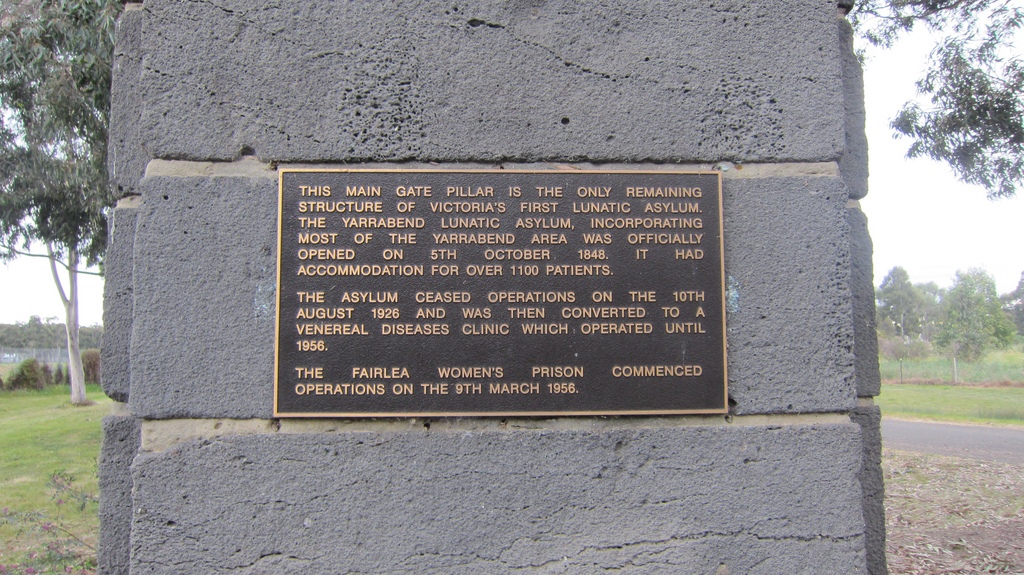 THIS MAIN GATE PILLAR IS THE ONLY REMAINING
STRUCTURE OF VICTORIA'S FIRST LUNATIC ASYLUM.
THE YARRABEND LUNATIC ASYLUM, INCORPORATING
MOST OF THE YARRABEND AREA WAS OFFICIALLY
OPENED ON 5TH OCTOBER 1848. IT HAD
ACCOMMODATION FOR OVER 1100 PATIENTS.
THE ASYLUM CEASED OPERATIONS ON THE 10TH
AUGUST 1926 AND WAS THEN CONVERTED TO A
VENEREAL DISEASES CLINIC WHICH OPERATED UNTIL
1956.
THE FAIRLEA WOMEN'S PRISON COMMENCED
OPERATIONS ON THE 9TH MARCH 1956.